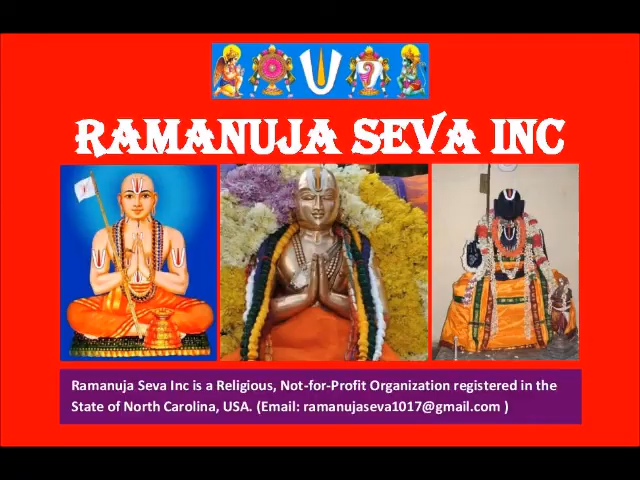 RAMANUJA SEVA INC
Ramanuja Seva Inc is a Religious, Not-for-Profit Organization registered in the
State of North Carolina, USA. (Email: ramanujaseva1017@gmail.com )